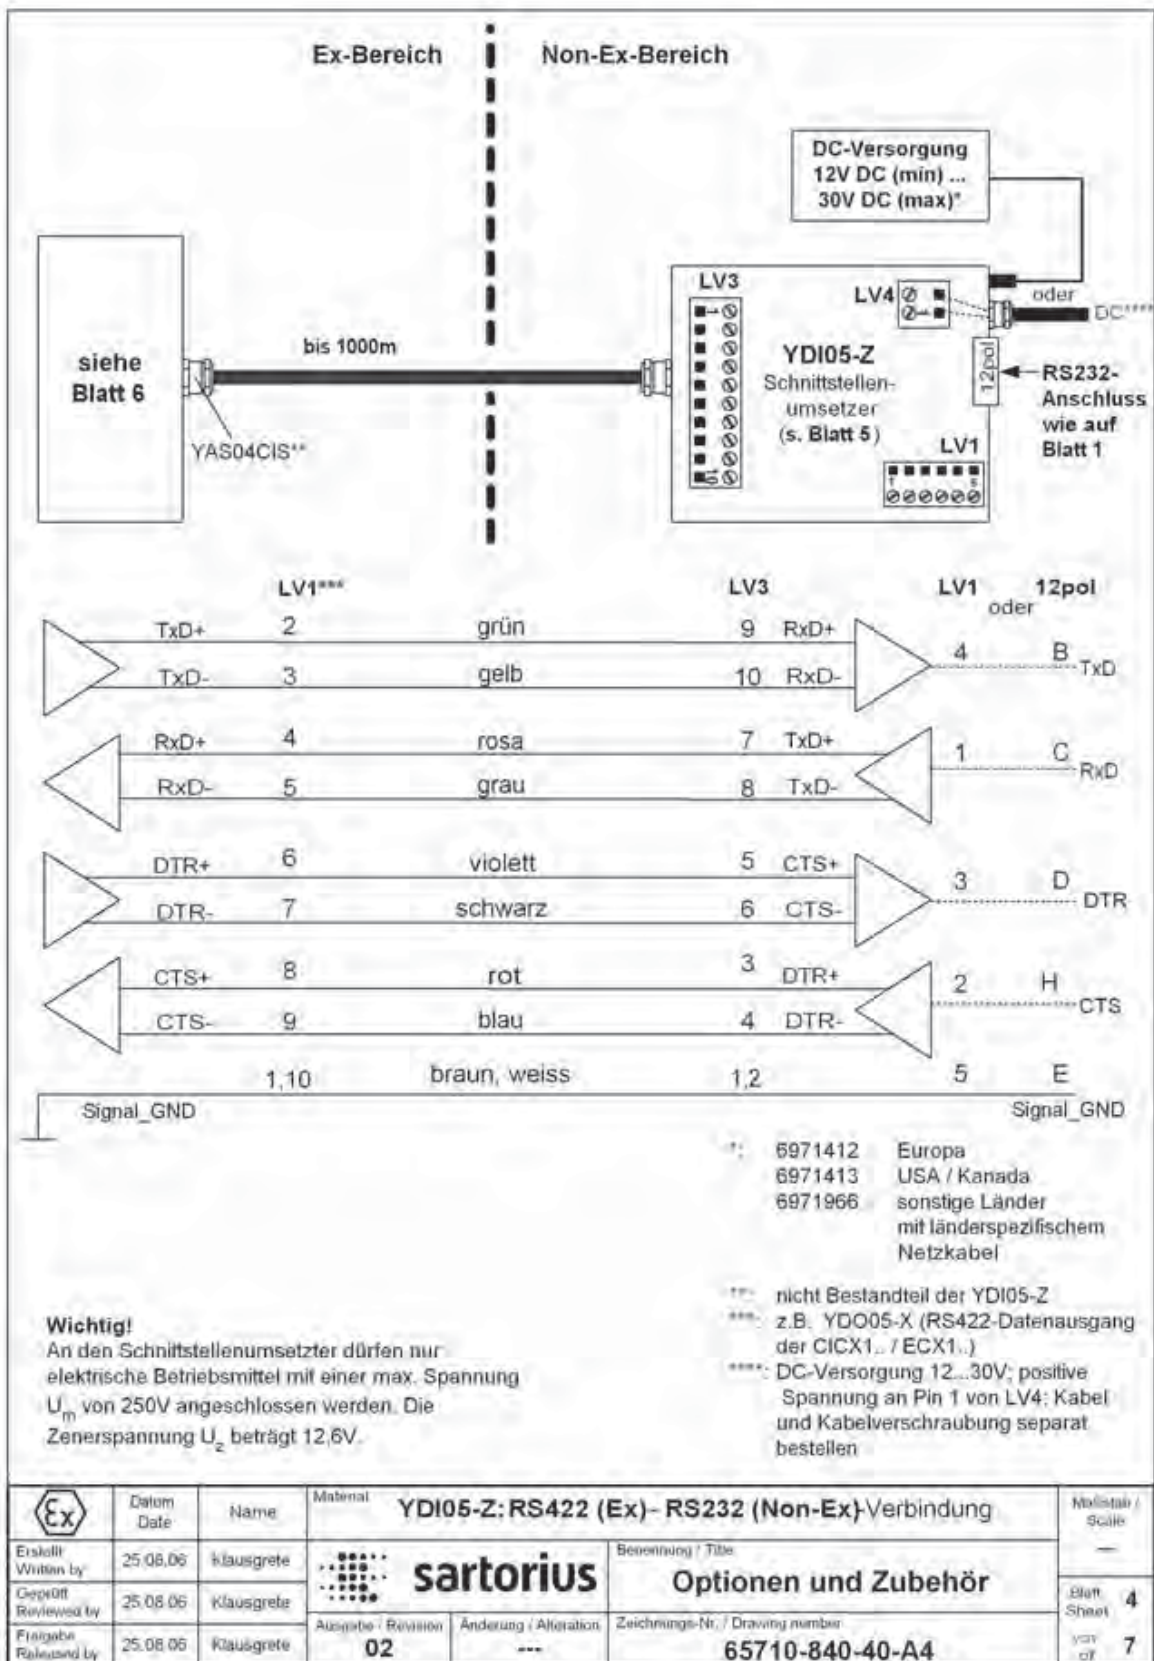 Ex-Bereich Non-Ex-Bereich
DC-Versorgung
12V DC (min) ...
30V DC (max)*
siehe
Blatt 6
bis 1000m
YAS04CIS**
LV3
1
10
LV4
1
oder
DC****
YDI05-Z
Schnittstellen-
umsetzer
(s. Blatt 5)
12pol
RS232-
Anschluss
wie auf
Blatt 1
LV1
1 6
LV1*** LV3 LV1 oder 12pol
TxD+ 2 grün 9 RxD+
TxD- 3 gelb 10 RxD-
4 B TxD
RxD+ 4 rosa 7 TxD+
RxD- 5 grau 8 TxD-
1 C RxD
DTR+ 6 violett 5 CTS+
DTR- 7 schwarz 6 CTS-
3 D DTR
CTS+ 8 rot 3 DTR+
CTS- 9 blau 4 DTR-
2 H CTS
1,10 braun, weiss 1,2 5 E
Signal_GND Signal_GND
*: 6971412 Europa
6971413 USA / Kanada
6971966 sonstige Länder
mit länderspezifischem
Netzkabel
**: nicht Bestandteil der YDI05-Z
***: z.B. YDO05-X (RS422-Datenausgang
der CICX1.. / ECX1..)
****: DC-Versorgung 12...30V; positive
Spannung an Pin 1 von LV4; Kabel
und Kabelverschraubung separat
bestellen
Wichtig!
An den Schnittstellenumsetzter dürfen nur
elektrische Betriebsmittel mit einer max. Spannung
Um von 250V angeschlossen werden. Die
Zenerspannung Uz beträgt 12,6V.
Ex
Datum
Date
Name
Material
YDI05-Z: RS422 (Ex)- RS232 (Non-Ex)-Verbindung
Maßstab /
Scale
---
Erstellt
Written by
25.08.06 Klausgrete
sartorius
Benennung / Title
Optionen und Zubehör
Geprüft
Reviewed by
25.08.06 Klausgrete
Blatt
Sheet
4
Freigabe
Released by
25.08.06 Klausgrete
Ausgabe / Revision
02
Änderung / Alteration
---
Zeichnungs-Nr. / Drawing number
65710-840-40-A4
von
of
7